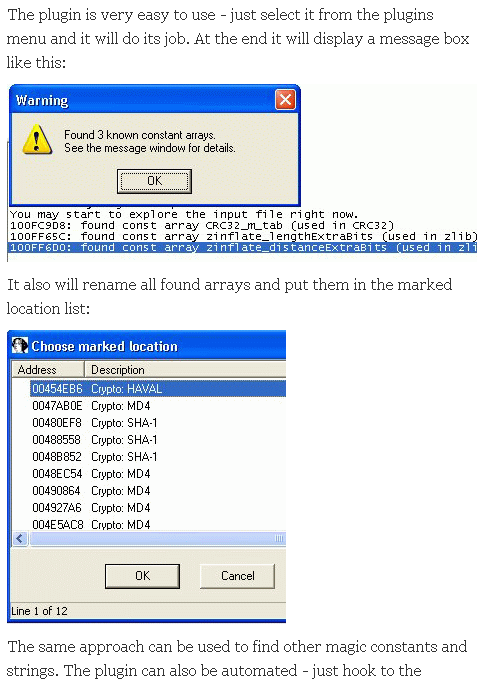 The plugin is very easy to use - just select it from the plugins
menu and it will do its job. At the end it will display a message box
like this:
Warning
Found 3 known constant arrays.
See the message window for details.
OK
You may start to explore the input file right now.
100FC9D8: found const array CRC32_m_tab (used in CRC32)
100FF65C: found const array zinflate_lengthExtraBits (used in zlib)
100FF6D0: found const array zinflate_distanceExtraBits (used in zli
It also will rename all found arrays and put them in the marked
location list:
Choose marked location
Address Description
00454EB6 Crypto: HAVAL
0047AB0E Crypto: MD4
00480EF8 Crypto: SHA-1
00488558 Crypto: SHA-1
0048B852 Crypto: SHA-1
0048EC54 Crypto: MD4
00490864 Crypto: MD4
004927A6 Crypto: MD4
004E5AC8 Crypto: MD4
OK Cancel
Line 1 of 12
The same approach can be used to find other magic constants and
strings. The plugin can also be automated - just hook to the